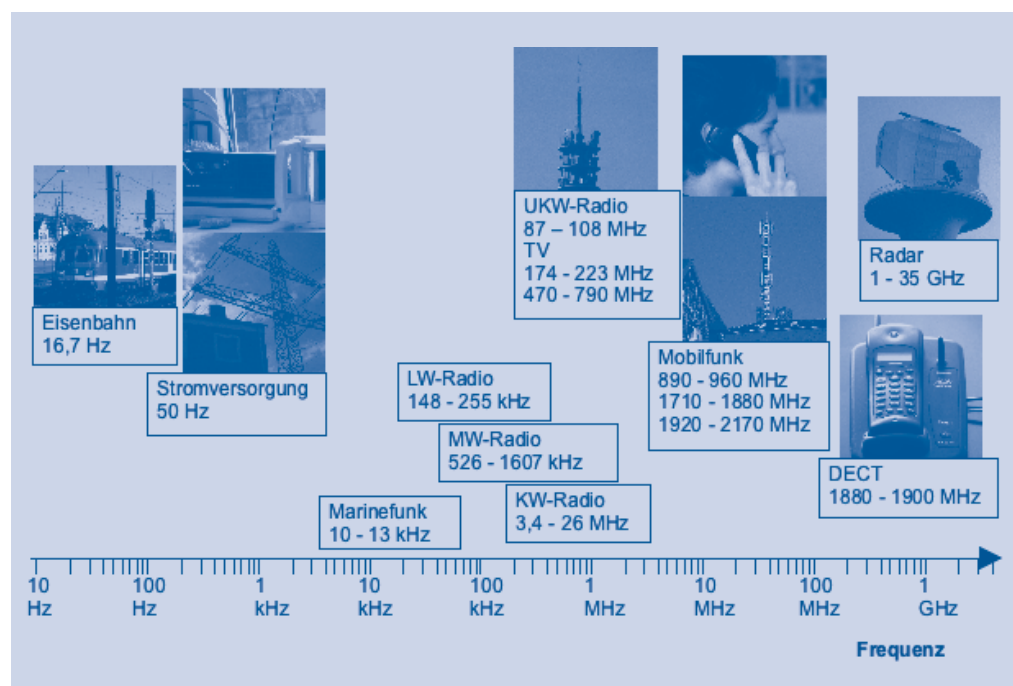 Eisenbahn
16,7 Hz
Stromversorgung
50 Hz
Marinefunk
10 - 13 kHz
LW-Radio
148 - 255 kHz
MW-Radio
526 - 1607 kHz
KW-Radio
3,4 - 26 MHz
UKW-Radio
87 – 108 MHz
TV
174 - 223 MHz
470 - 790 MHz
Mobilfunk
890 - 960 MHz
1710 - 1880 MHz
1920 - 2170 MHz
Radar
1 - 35 GHz
DECT
1880 - 1900 MHz
10 100 1 10 100 1 10 100 1
Hz Hz kHz kHz kHz MHz MHz MHz GHz
Frequenz